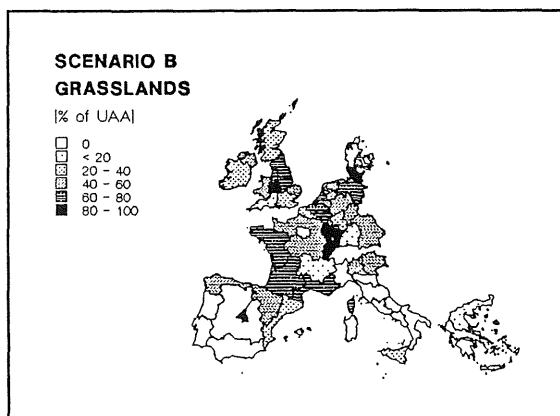 SCENARIO B
GRASSLANDS
[% of UAA]
0
< 20
20 - 40
40 - 60
60 - 80
80 - 100